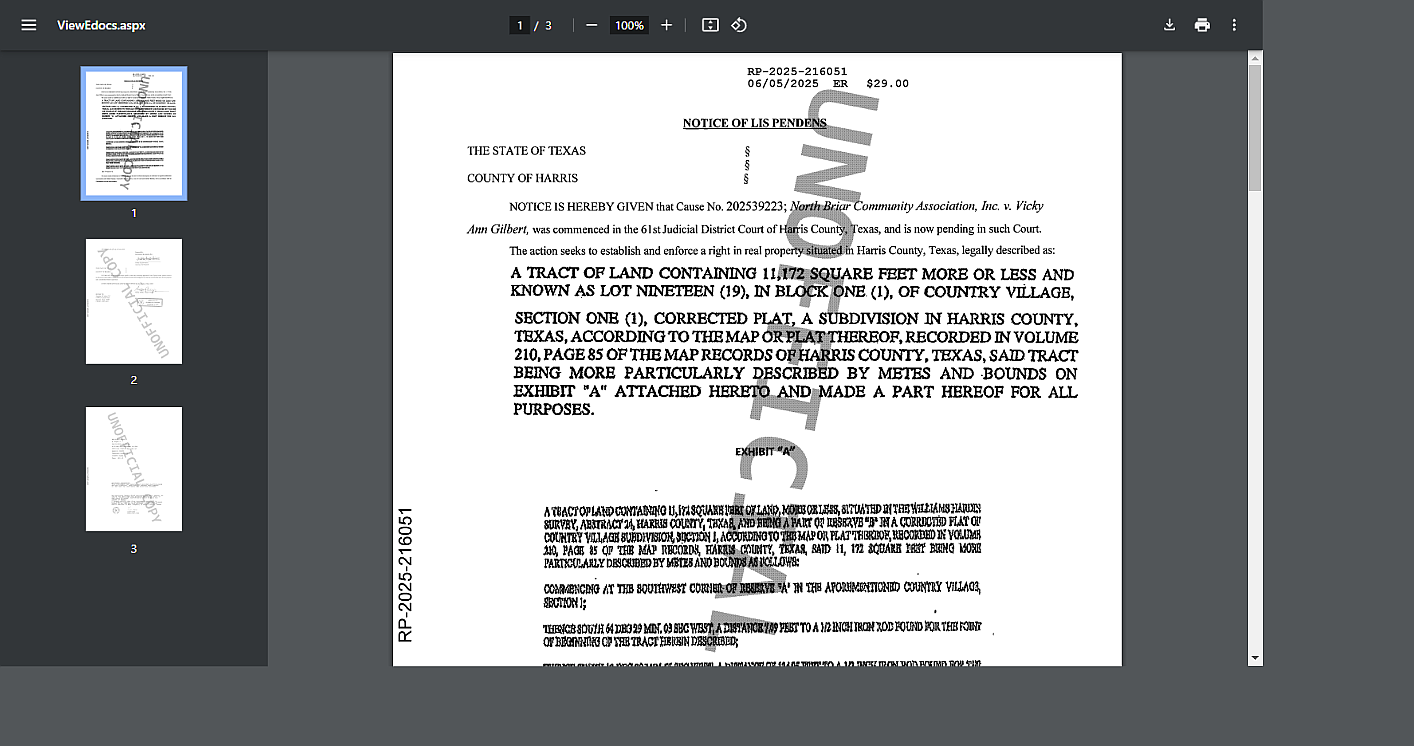 ViewEdocs.aspx
1 / 3
100%
1
2
3
RP-2025-216051
06/05/2025 ER $29.00
NOTICE OF LIS PENDENS
THE STATE OF TEXAS §
§
COUNTY OF HARRIS §
NOTICE IS HEREBY GIVEN that Cause No. 202539223; North Briar Community Association, Inc. v. Vicky
Ann Gilbert, was commenced in the 61st Judicial District Court of Harris County, Texas, and is now pending in such Court.
The action seeks to establish and enforce a right in real property situated in Harris County, Texas, legally described as:
A TRACT OF LAND CONTAINING 11,172 SQUARE FEET MORE OR LESS AND
KNOWN AS LOT NINETEEN (19), IN BLOCK ONE (1), OF COUNTRY VILLAGE,
SECTION ONE (1), CORRECTED PLAT, A SUBDIVISION IN HARRIS COUNTY,
TEXAS, ACCORDING TO THE MAP OR PLAT THEREOF, RECORDED IN VOLUME
210, PAGE 85 OF THE MAP RECORDS OF HARRIS COUNTY, TEXAS, SAID TRACT
BEING MORE PARTICULARLY DESCRIBED BY METES AND BOUNDS ON
EXHIBIT "A" ATTACHED HERETO AND MADE A PART HEREOF FOR ALL
PURPOSES.
EXHIBIT "A"
A TRACT OF LAND CONTAINING 11,172 SQUARE FEET OF LAND, MORE OR LESS, SITUATED IN THE WILLIAMS HARDIN
SURVEY, ABSTRACT 24, HARRIS COUNTY, TEXAS, AND BEING A PART OF RESERVE "B" IN A CORRECTED PLAT OF
COUNTRY VILLAGE SUBDIVISION, SECTION 1, ACCORDING TO THE MAP OR PLAT THEREOF, RECORDED IN VOLUME
210, PAGE 85 OF THE MAP RECORDS, HARRIS COUNTY, TEXAS, SAID 11, 172 SQUARE FEET BEING MORE
PARTICULARLY DESCRIBED BY METES AND BOUNDS AS FOLLOWS:
COMMENCING AT THE SOUTHWEST CORNER OF RESERVE "A" IN THE AFOREMENTIONED COUNTRY VILLAGE,
SECTION 1;
THENCE SOUTH 64 DEG 29 MIN, 03 SEC WEST, A DISTANCE FEET TO A 1/2 INCH IRON ROD FOUND FOR THE POINT
OF BEGINNING OF THE TRACT HEREIN DESCRIBED;
RP-2025-216051
UNOFFICIAL
UNOFFICIAL COPY
UNOFFICIAL COPY
UNOFFICIAL COPY